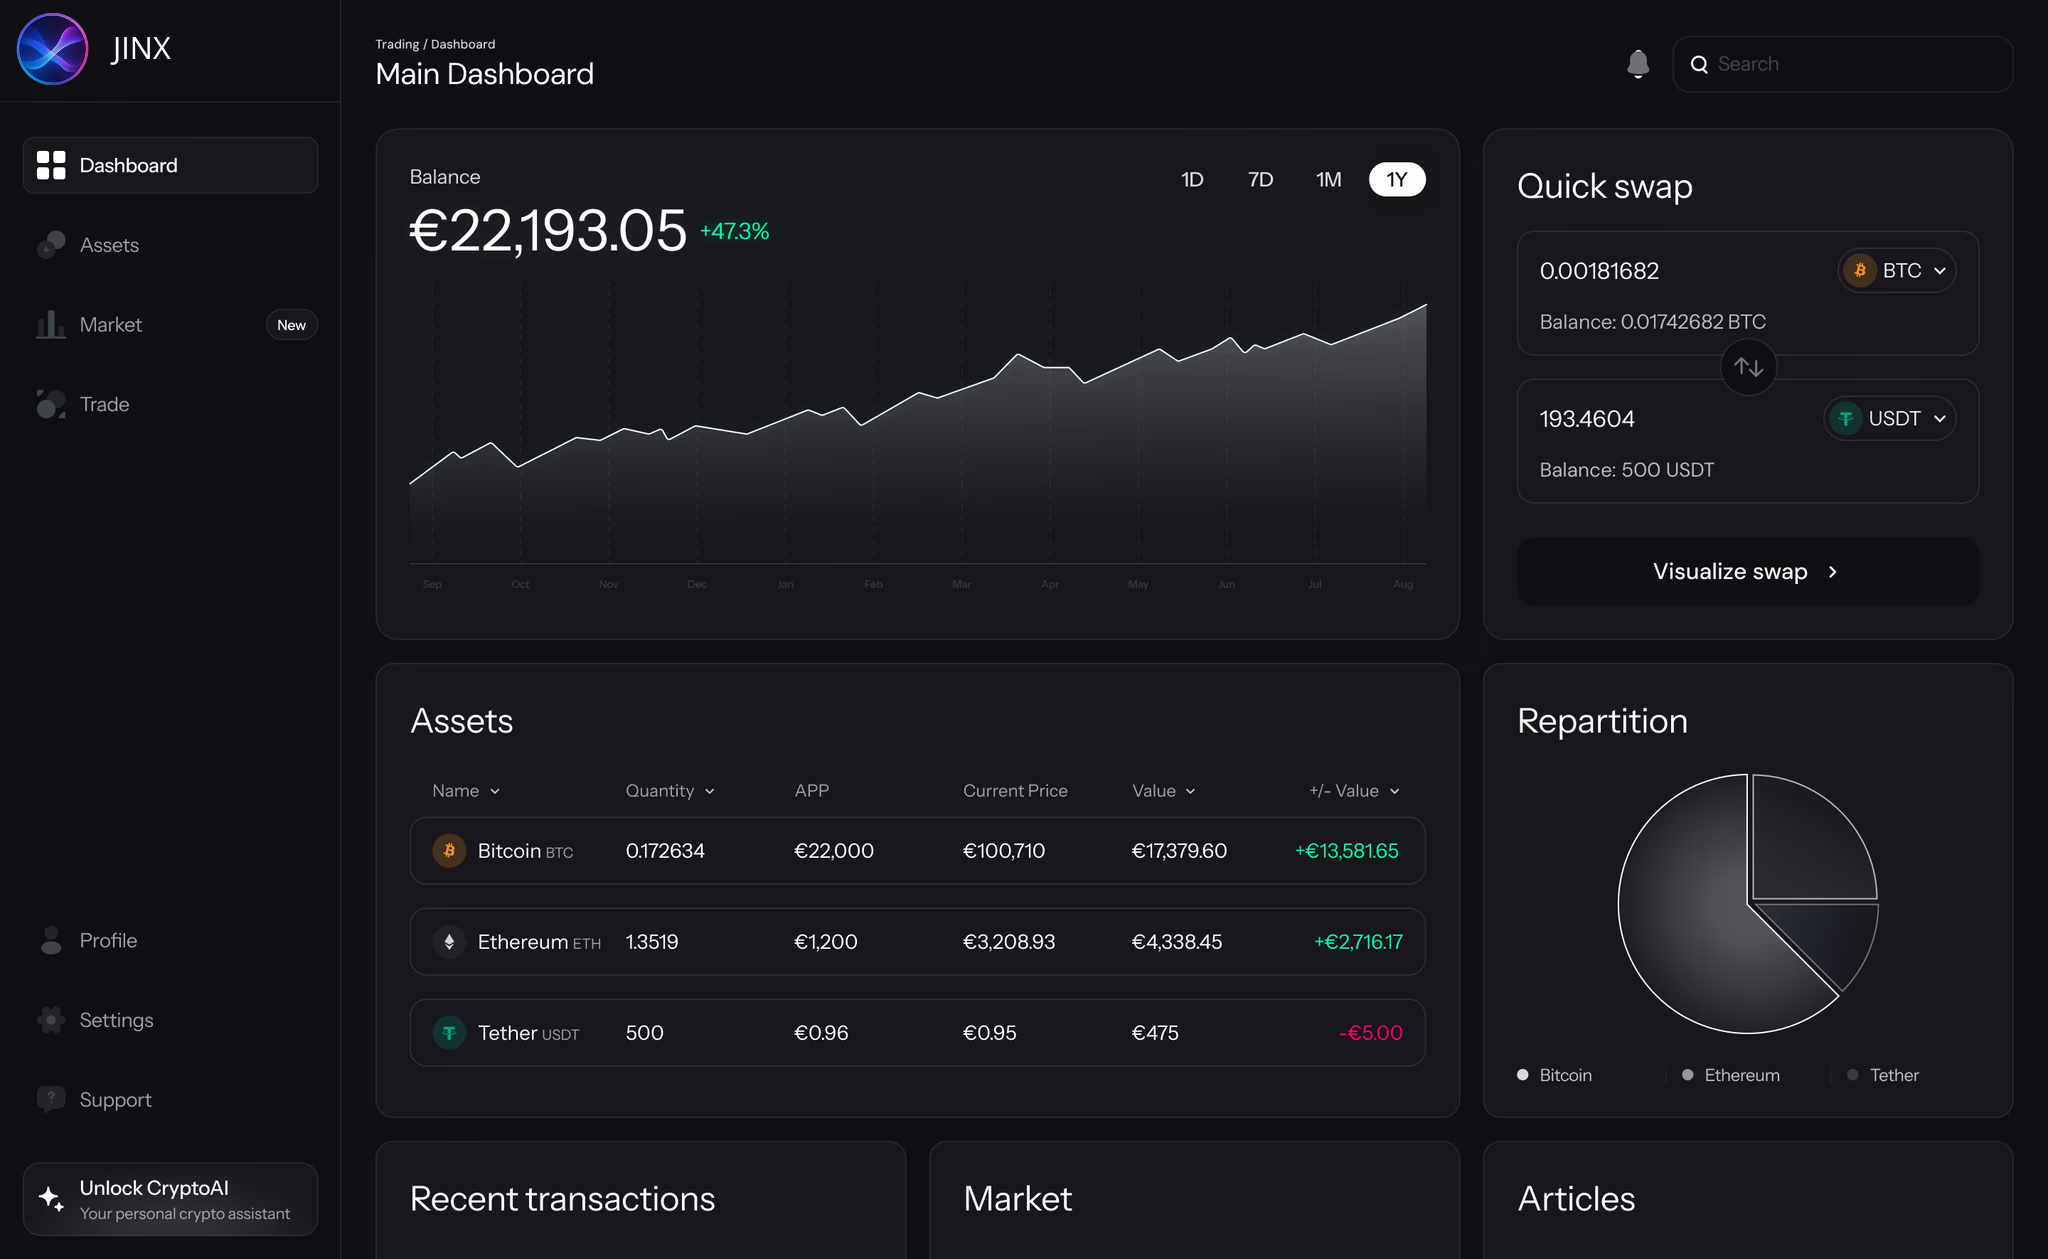 JINX
Dashboard
Assets
Market New
Trade
Profile
Settings
Support
Unlock CryptoAI
Your personal crypto assistant
Trading / Dashboard
Main Dashboard
Search
Balance
1D 7D 1M 1Y
€22,193.05 +47.3%
Sep Oct Nov Dec Jan Feb Mar Apr May Jun Jul Aug
Quick swap
0.00181682 BTC
Balance: 0.01742682 BTC
193.4604 USDT
Balance: 500 USDT
Visualize swap
Assets
Name Quantity APP Current Price Value +/- Value
Bitcoin BTC 0.172634 €22,000 €100,710 €17,379.60 +€13,581.65
Ethereum ETH 1.3519 €1,200 €3,208.93 €4,338.45 +€2,716.17
Tether USDT 500 €0.96 €0.95 €475 -€5.00
Repartition
Bitcoin Ethereum Tether
Recent transactions
Market
Articles